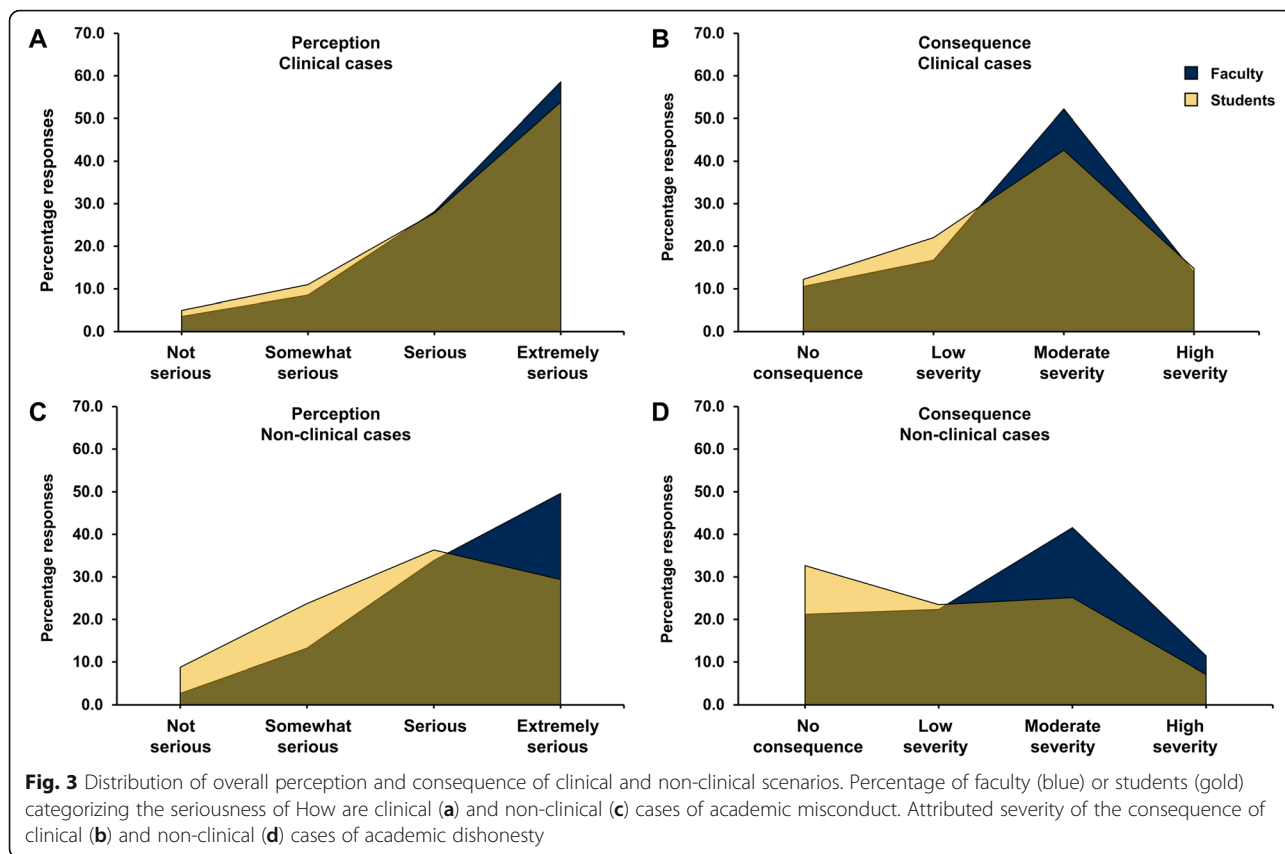 A
Perception
Clinical cases
Percentage responses
70.0
60.0
50.0
40.0
30.0
20.0
10.0
0.0
Not serious
Somewhat serious
Serious
Extremely serious
B
Consequence
Clinical cases
Faculty
Students
Percentage responses
70.0
60.0
50.0
40.0
30.0
20.0
10.0
0.0
No consequence
Low severity
Moderate severity
High severity
C
Perception
Non-clinical cases
Percentage responses
70.0
60.0
50.0
40.0
30.0
20.0
10.0
0.0
Not serious
Somewhat serious
Serious
Extremely serious
D
Consequence
Non-clinical cases
Percentage responses
70.0
60.0
50.0
40.0
30.0
20.0
10.0
0.0
No consequence
Low severity
Moderate severity
High severity
Fig. 3 Distribution of overall perception and consequence of clinical and non-clinical scenarios. Percentage of faculty (blue) or students (gold)
categorizing the seriousness of How are clinical (a) and non-clinical (c) cases of academic misconduct. Attributed severity of the consequence of
clinical (b) and non-clinical (d) cases of academic dishonesty